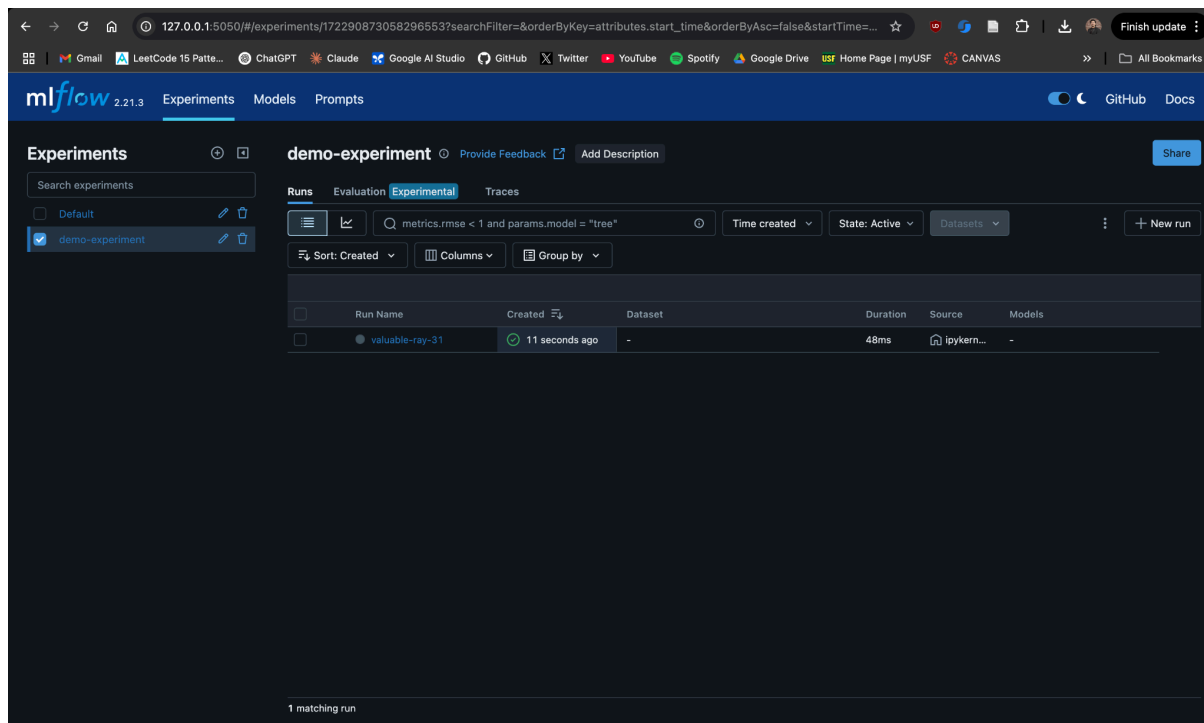 127.0.0.1:5050/#/experiments/172290873058296553?searchFilter=&orderByKey=attributes.start_time&orderByAsc=false&startTime=...
Finish update
Gmail LeetCode 15 Patte... ChatGPT Claude Google AI Studio GitHub Twitter YouTube Spotify Google Drive USF Home Page | myUSF CANVAS » All Bookmarks
mlflow 2.21.3 Experiments Models Prompts GitHub Docs
Experiments
Search experiments
Default
demo-experiment
demo-experiment Provide Feedback Add Description Share
Runs Evaluation Experimental Traces
metrics.rmse < 1 and params.model = "tree" Time created State: Active Datasets New run
Sort: Created Columns Group by
Run Name Created Dataset Duration Source Models
valuable-ray-31 11 seconds ago - 48ms ipykern... -
1 matching run